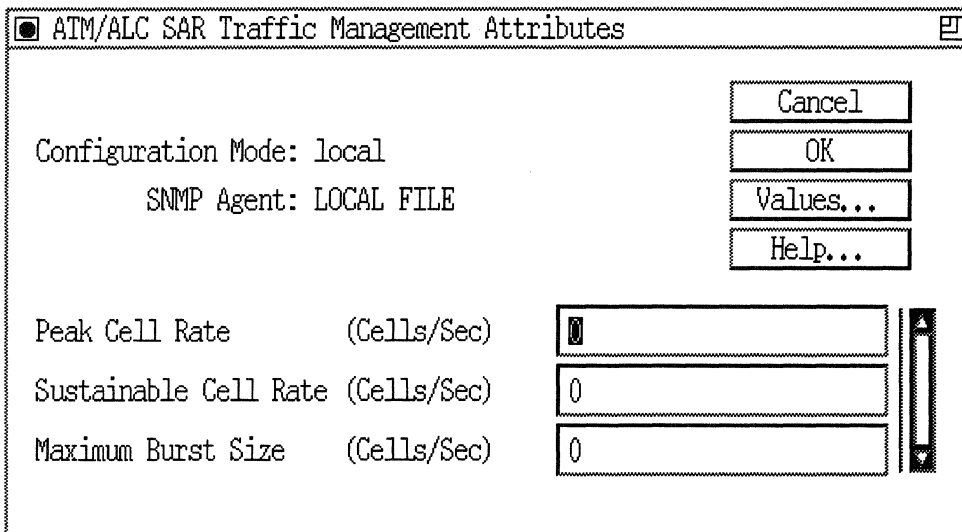 ATM/ALC SAR Traffic Management Attributes
Cancel
Configuration Mode: local
OK
SNMP Agent: LOCAL FILE
Values...
Help...
Peak Cell Rate (Cells/Sec) 0
Sustainable Cell Rate (Cells/Sec) 0
Maximum Burst Size (Cells/Sec) 0